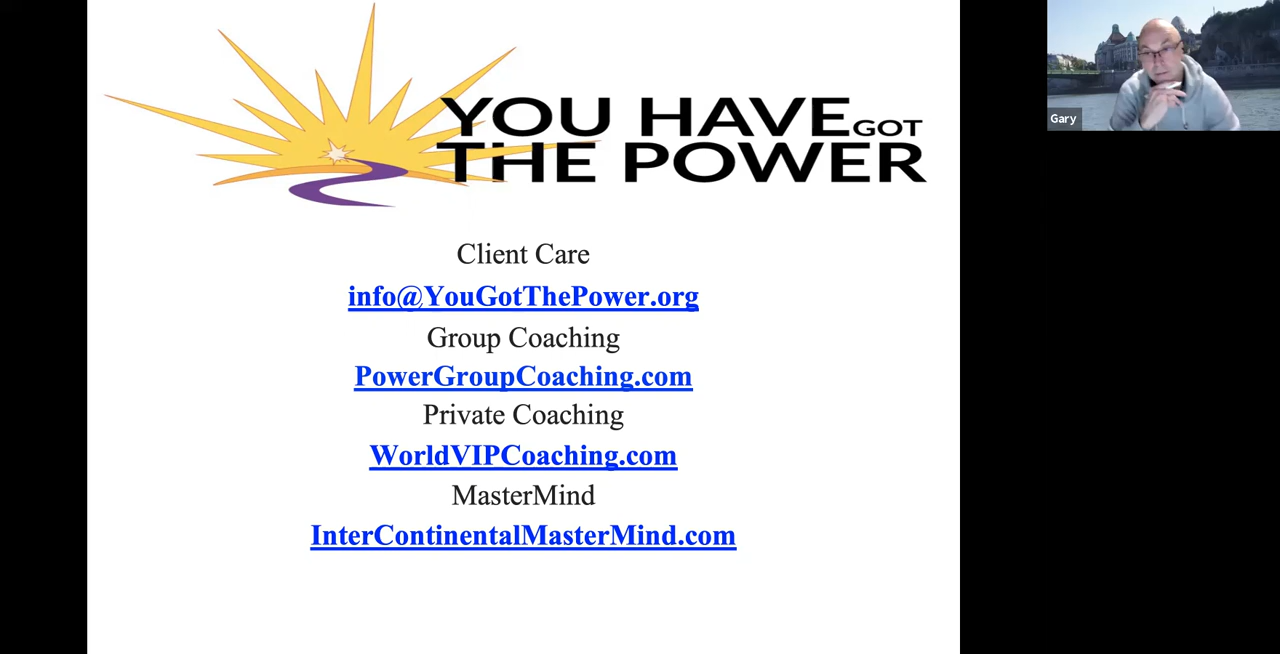 YOU HAVE GOT
THE POWER
Client Care
info@YouGotThePower.org
Group Coaching
PowerGroupCoaching.com
Private Coaching
WorldVIPCoaching.com
MasterMind
InterContinentalMasterMind.com
Gary